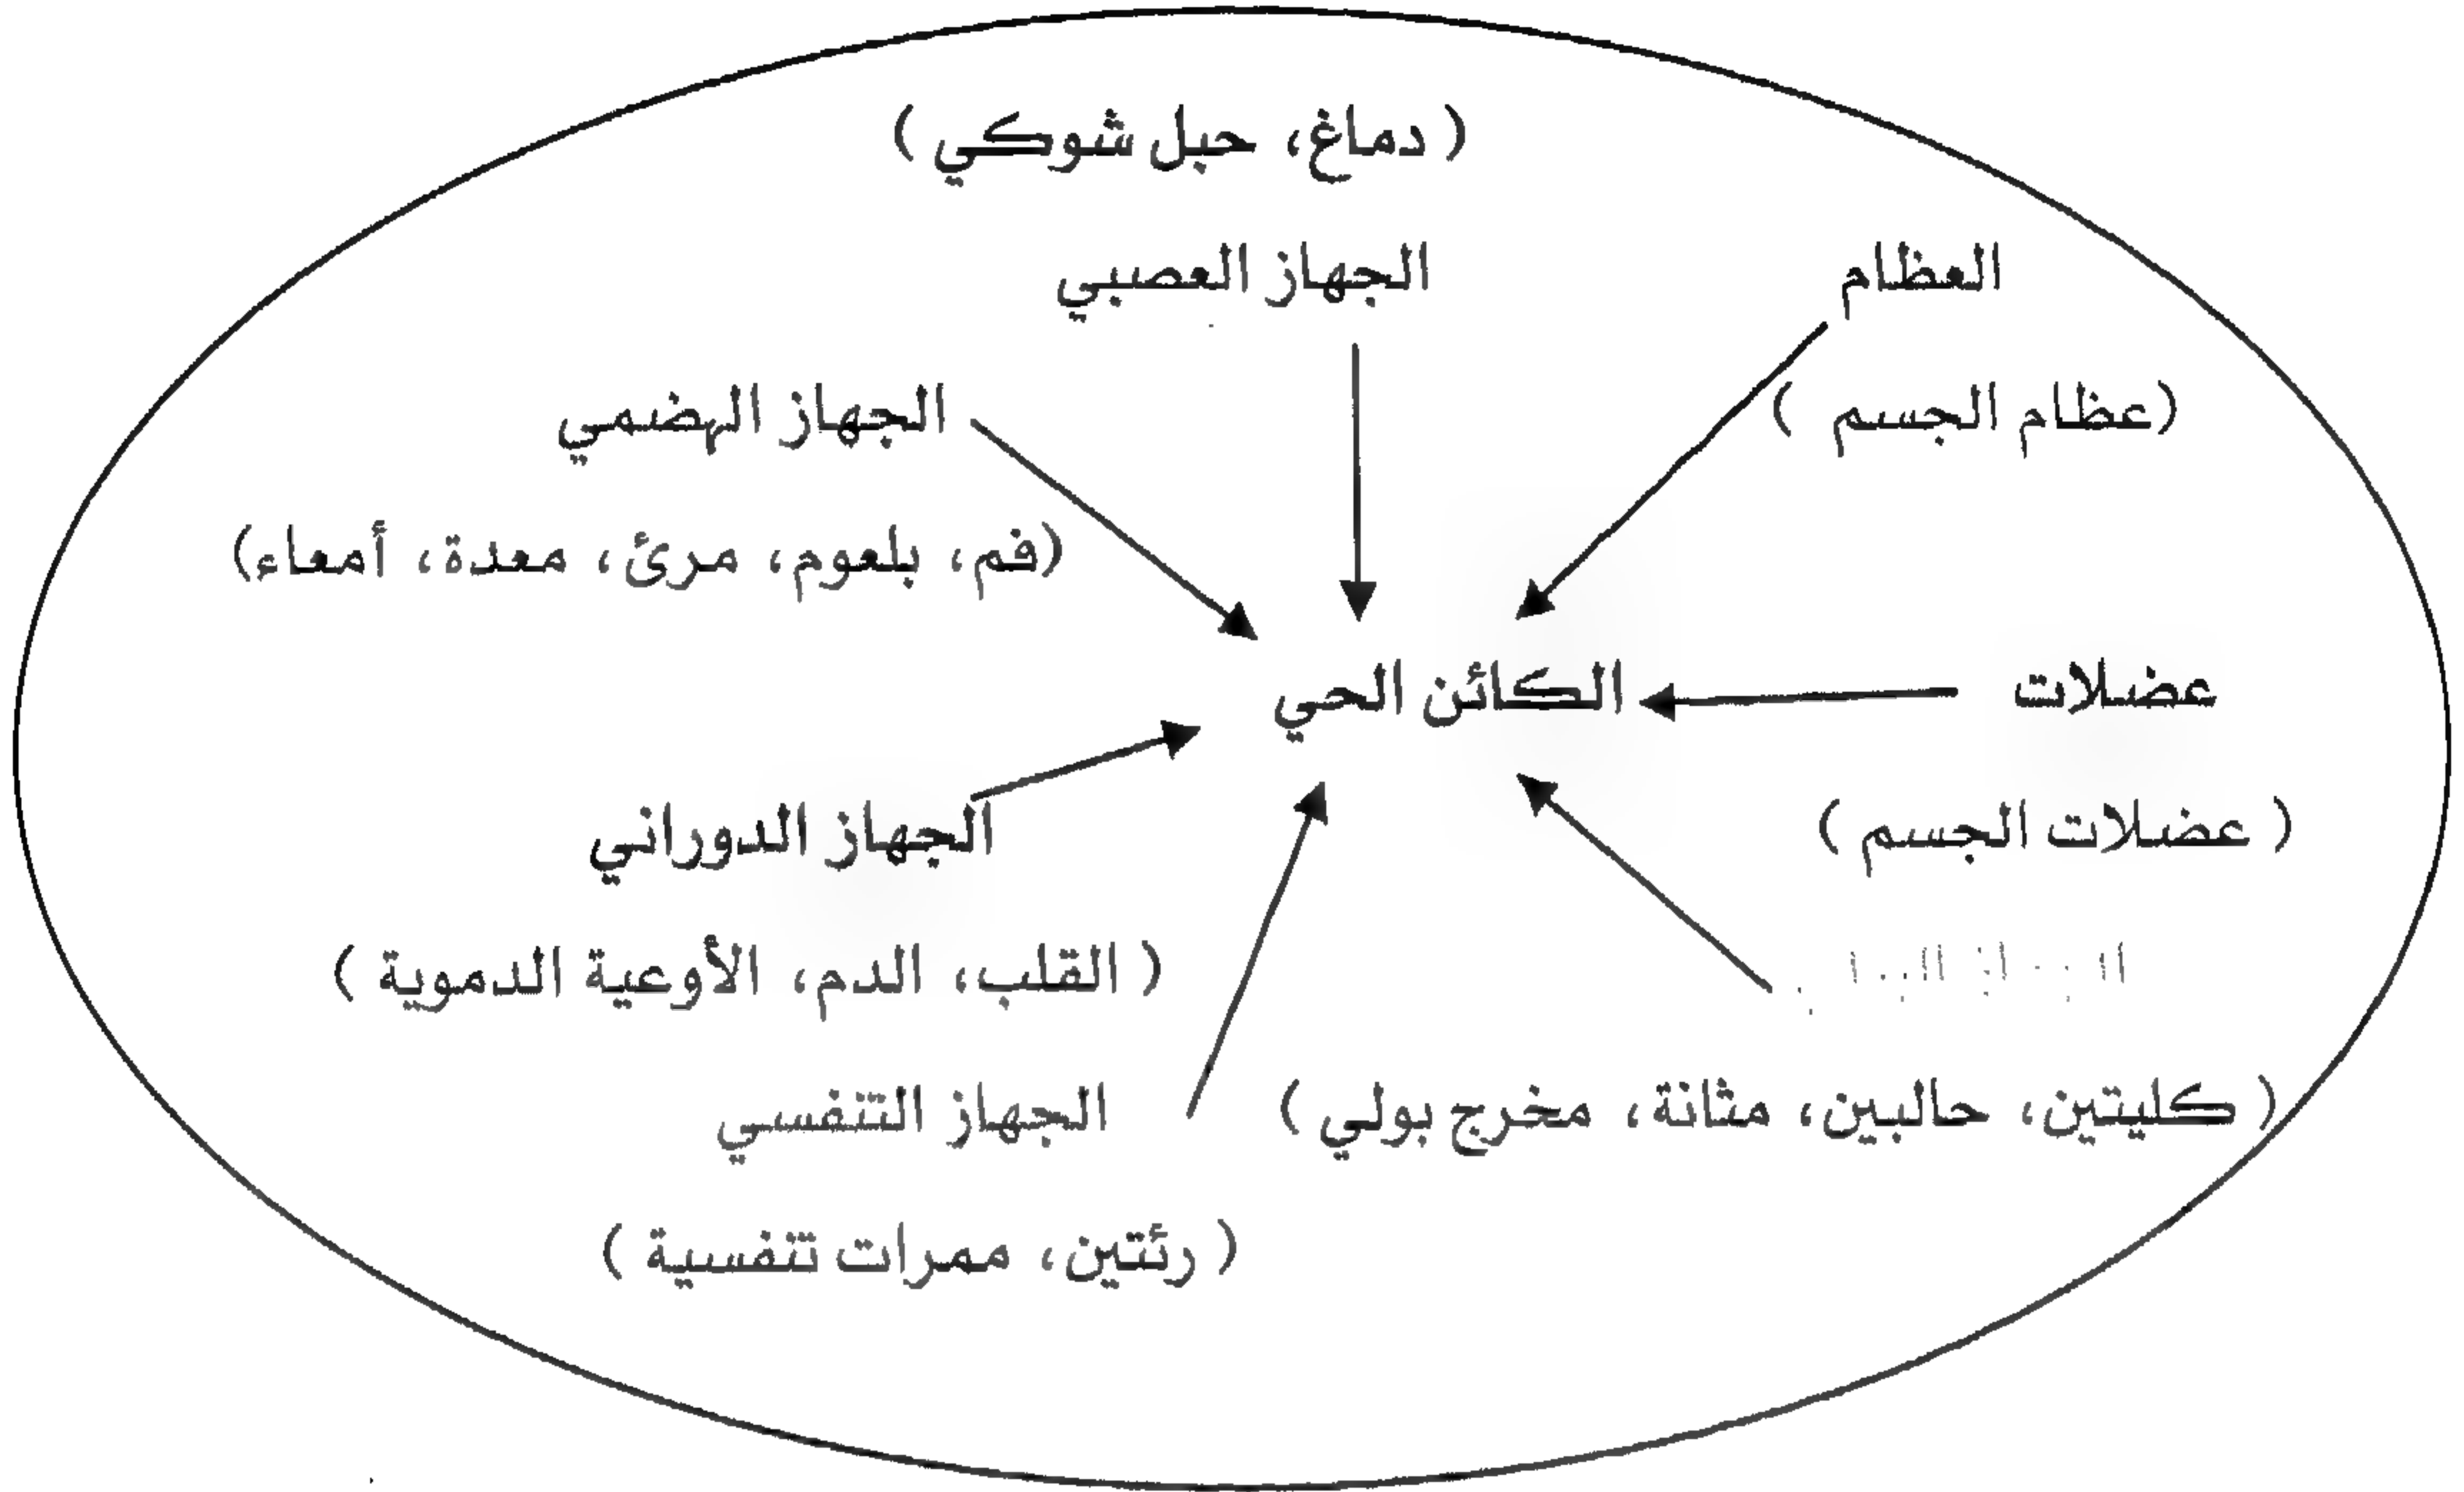 ( دماغ، حبل شوكي )
الجهاز العصبي
العظام
الجهاز الهضمي
(عظام الجسم )
(فم، بلعوم، مرئ، معدة، أمعاء)
الكائن الحي
عضلات
الجهاز الدوراني
( عضلات الجسم )
( القلب، الدم، الأوعية الدموية )
الجهاز التنفسي
( كليتين، حالبين، مثانة، مخرج بولي )
( رئتين، ممرات تنفسية )